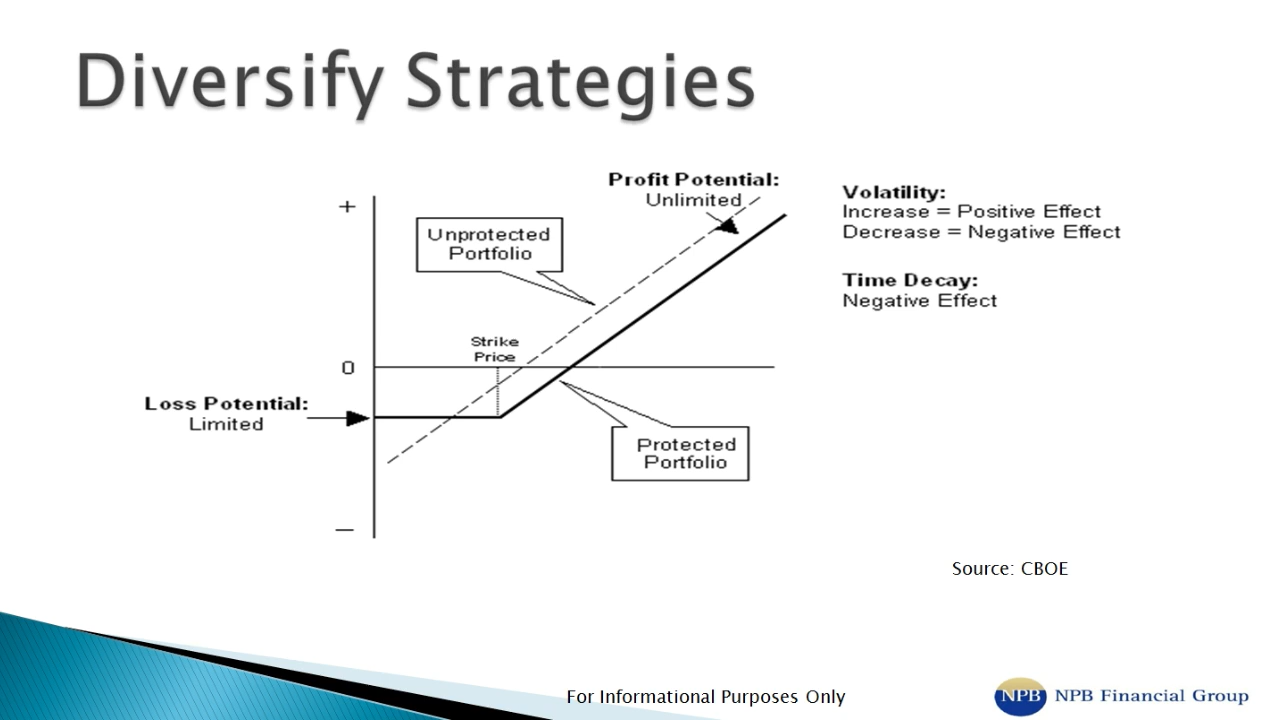 Diversify Strategies
Profit Potential:
Unlimited
Volatility:
Increase = Positive Effect
Decrease = Negative Effect
+
Unprotected
Portfolio
Time Decay:
Negative Effect
Strike
Price
0
Loss Potential:
Limited
Protected
Portfolio
—
Source: CBOE
For Informational Purposes Only
NPB
NPB Financial Group